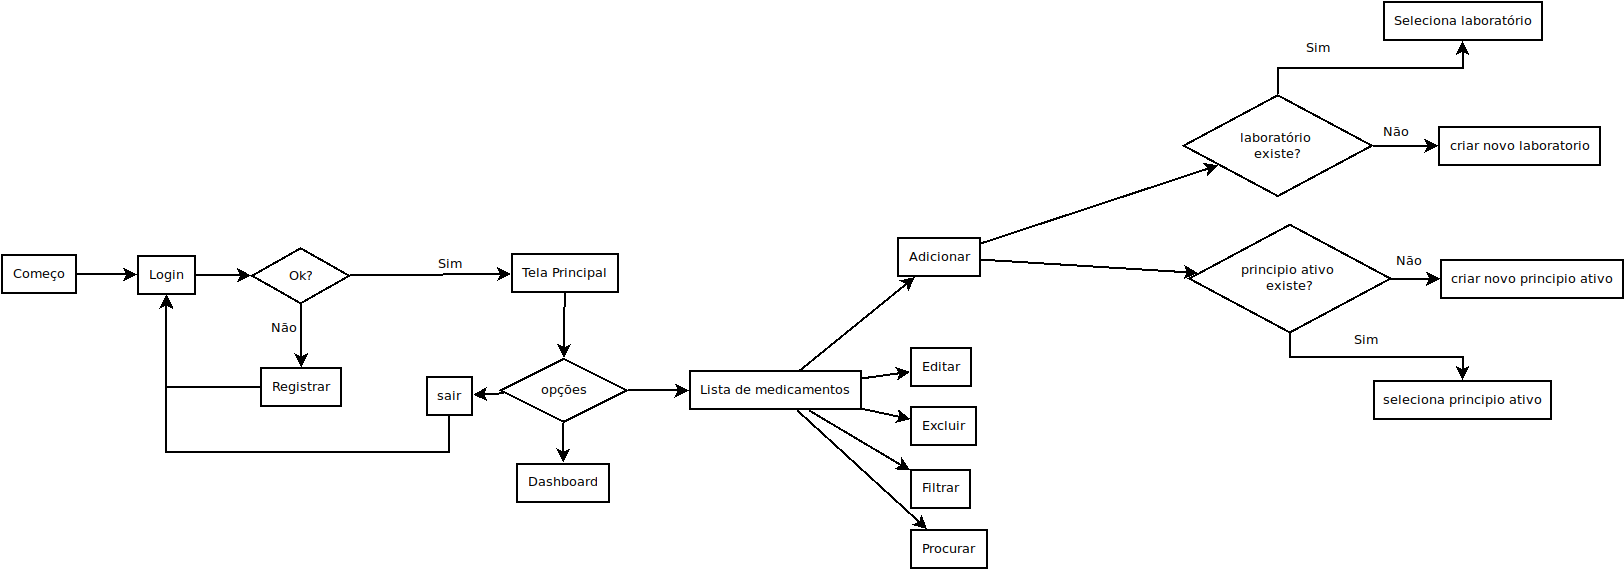 Seleciona laboratório
Sim
laboratório
existe?
Não
criar novo laboratorio
Começo
Login
Ok?
Sim
Tela Principal
Adicionar
principio ativo
existe?
Não
criar novo principio ativo
Não
Registrar
sair
opções
Lista de medicamentos
Editar
Sim
seleciona principio ativo
Excluir
Dashboard
Filtrar
Procurar